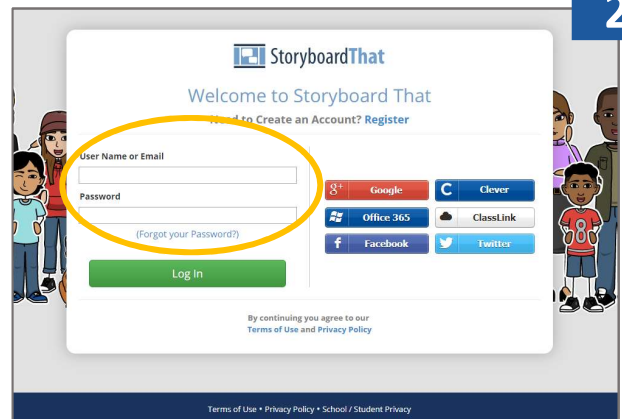 2
StoryboardThat
Welcome to Storyboard That
Need to Create an Account? Register
User Name or Email
Password
(Forgot your Password?)
Log In
g+ Google
C Clever
Office 365
ClassLink
f Facebook
Twitter
By continuing you agree to our
Terms of Use and Privacy Policy
8
Terms of Use • Privacy Policy • School / Student Privacy